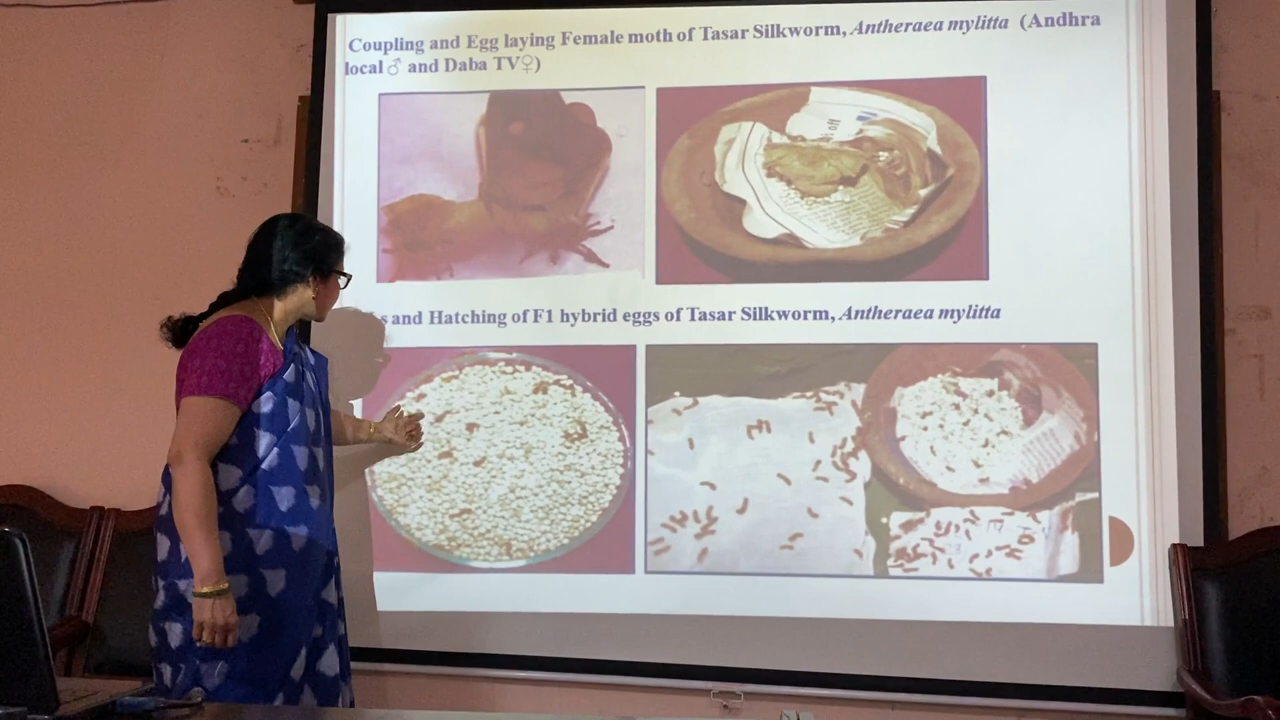 Coupling and Egg laying Female moth of Tasar Silkworm, Antheraea mylitta (Andhra
local ♂ and Daba TV♀)
and Hatching of F1 hybrid eggs of Tasar Silkworm, Antheraea mylitta